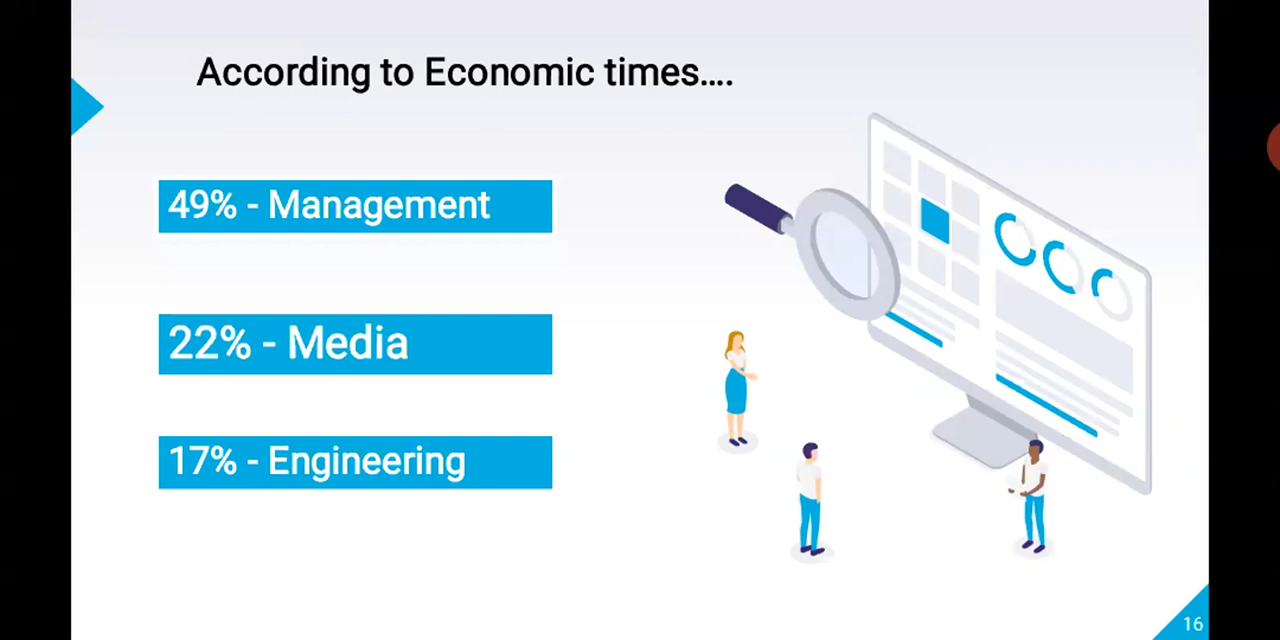 According to Economic times....
49% - Management
22% - Media
17% - Engineering
16